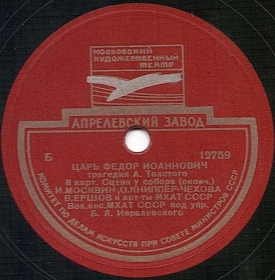 МОСКОВСКИЙ
ХУДОЖЕСТВЕННЫЙ
ТЕАТР
АПРЕЛЕВСКИЙ ЗАВОД
Б 12759
ЦАРЬ ФЕДОР ИОАННОВИЧ
трагедия А. Толстого
8 карт. Сцена у собора (оконч.)
И.МОСКВИН,О.КНИППЕР-ЧЕХОВА
В.ЕРШОВ и арт-ты МХАТ СССР
Вок.анс.МХАТ СССР под упр.
Б. Л. Израилевского
КОМИТЕТ ПО ДЕЛАМ ИСКУССТВ ПРИ СОВЕТЕ МИНИСТРОВ СССР